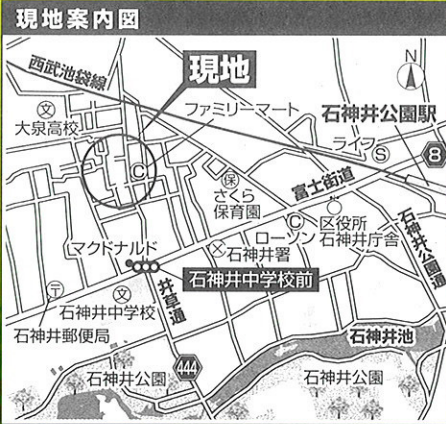 現地案内図
西武池袋線
現地
N
文
大泉高校
ファミリーマート
石神井公園駅
ライフ
S
8
C
保
さくら
保育園
富士街道
C
ローソン
区役所
石神井庁舎
石神井公園通
マクドナルド
石神井署
石神井中学校前
井草通
文
石神井中学校
〒
石神井郵便局
石神井池
444
石神井公園
石神井公園